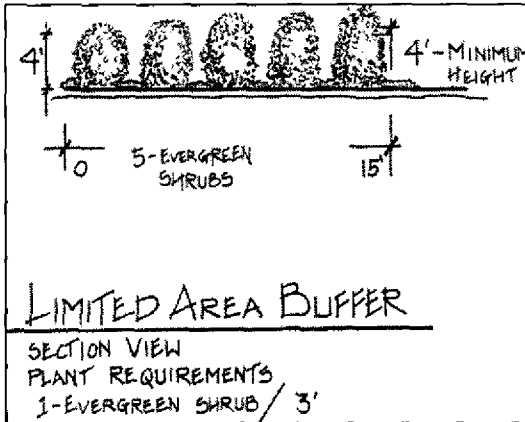 4'
4'-MINIMUM
HEIGHT
0
5-EVERGREEN
SHRUBS
15'
LIMITED AREA BUFFER
SECTION VIEW
PLANT REQUIREMENTS
1-EVERGREEN SHRUB / 3'